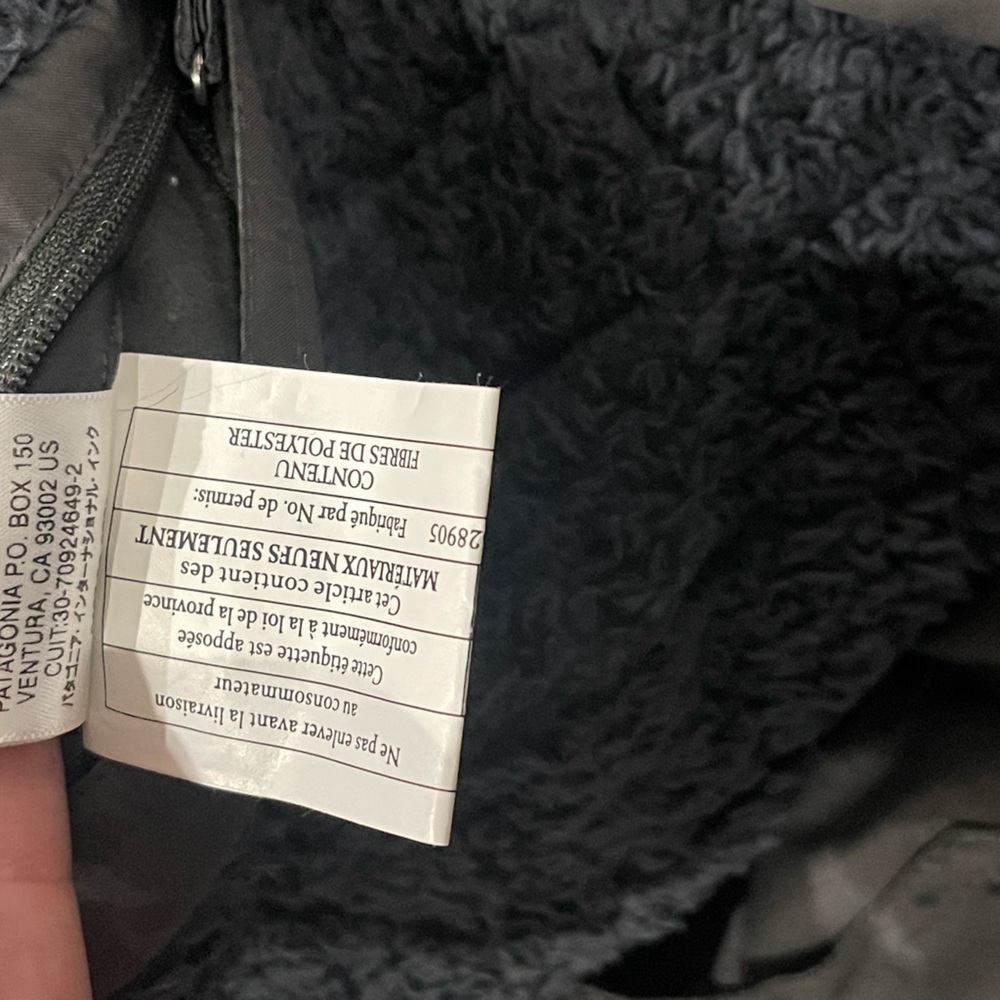 PATAGONIA P.O. BOX 150
VENTURA, CA 93002 US
CUIT:30-70924649-2
パタゴニア・インターナショナル・インク
Ne pas enlever avant la livraison
au consommateur
Cette étiquette est apposée
conformément à la loi de la province
Cet article contient des
MATÉRIAUX NEUFS SEULEMENT
Fabriqué par No. de permis:
28905
CONTENU
FIBRES DE POLYESTER